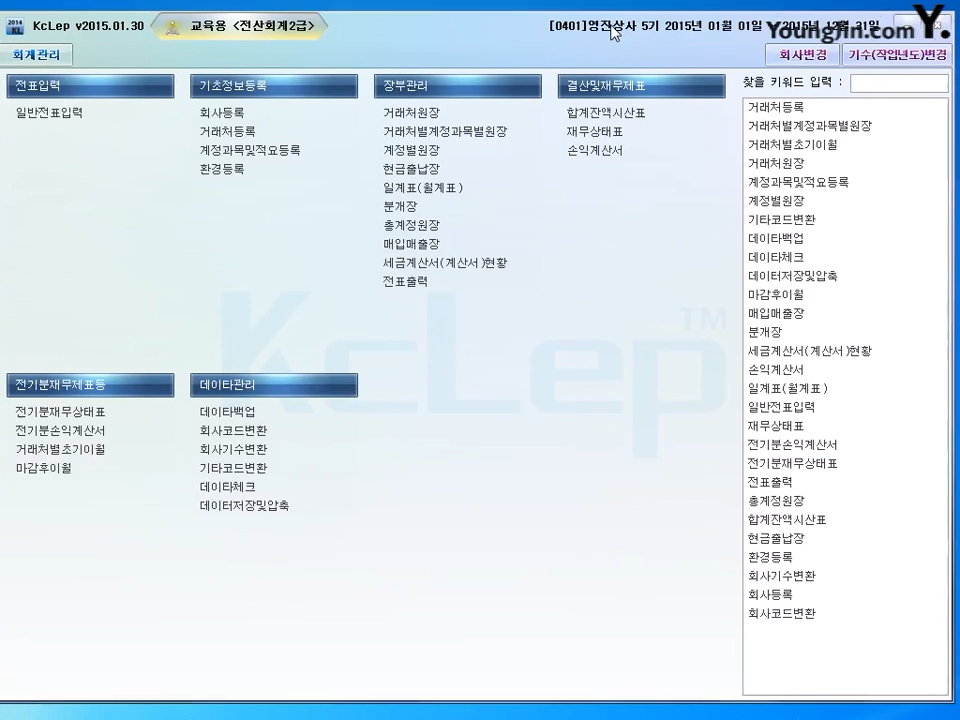 KcLep v2015.01.30
교육용 <전산회계2급>
[0401]영진상사 5기 2015년 01월 01일 ~ 2015년 12월 31일
Youngjin.com Y.
회계관리
회사변경
기수(작업년도)변경
전표입력
일반전표입력
기초정보등록
회사등록
거래처등록
계정과목및적요등록
환경등록
장부관리
거래처원장
거래처별계정과목별원장
계정별원장
현금출납장
일계표(월계표)
분개장
총계정원장
매입매출장
세금계산서(계산서)현황
전표출력
결산및재무제표
합계잔액시산표
재무상태표
손익계산서
KcLep™
전기분재무제표등
전기분재무상태표
전기분손익계산서
거래처별초기이월
마감후이월
데이타관리
데이타백업
회사코드변환
회사기수변환
기타코드변환
데이타체크
데이터저장및압축
찾을 키워드 입력 :
거래처등록
거래처별계정과목별원장
거래처별초기이월
거래처원장
계정과목및적요등록
계정별원장
기타코드변환
데이타백업
데이타체크
데이터저장및압축
마감후이월
매입매출장
분개장
세금계산서(계산서)현황
손익계산서
일계표(월계표)
일반전표입력
재무상태표
전기분손익계산서
전기분재무상태표
전표출력
총계정원장
합계잔액시산표
현금출납장
환경등록
회사기수변환
회사등록
회사코드변환